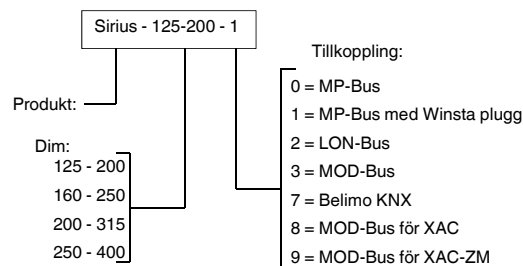 Sirius - 125-200 - 1
Produkt:
Dim:
125 - 200
160 - 250
200 - 315
250 - 400
Tillkoppling:
0 = MP-Bus
1 = MP-Bus med Winsta plugg
2 = LON-Bus
3 = MOD-Bus
7 = Belimo KNX
8 = MOD-Bus för XAC
9 = MOD-Bus för XAC-ZM